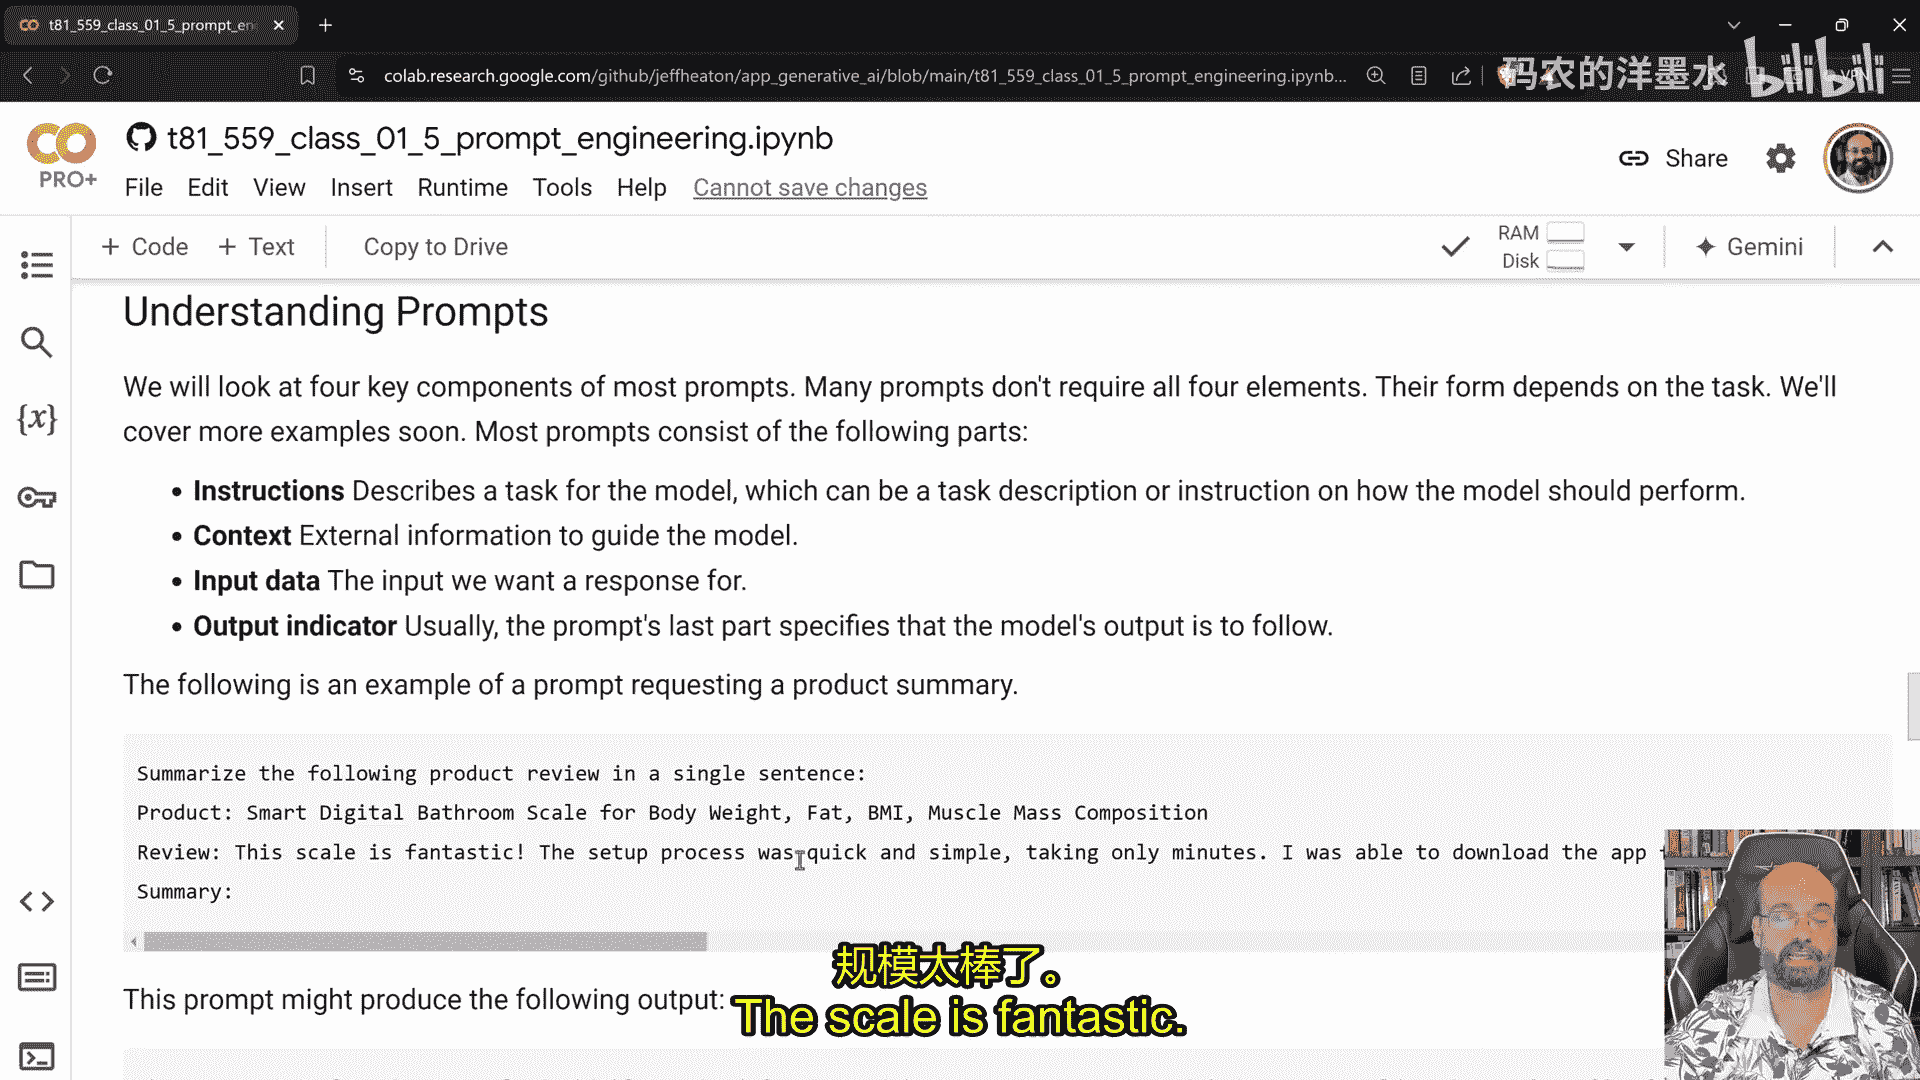 t81_559_class_01_5_prompt_en
colab.research.google.com/github/jeffheaton/app_generative_ai/blob/main/t81_559_class_01_5_prompt_engineering.ipynb...
码农的洋墨水 bilibili
VPN
CO
PRO+
t81_559_class_01_5_prompt_engineering.ipynb
File Edit View Insert Runtime Tools Help Cannot save changes
Share
+ Code + Text Copy to Drive
RAM
Disk
Gemini
{x}
Understanding Prompts
We will look at four key components of most prompts. Many prompts don't require all four elements. Their form depends on the task. We'll
cover more examples soon. Most prompts consist of the following parts:
• Instructions Describes a task for the model, which can be a task description or instruction on how the model should perform.
• Context External information to guide the model.
• Input data The input we want a response for.
• Output indicator Usually, the prompt's last part specifies that the model's output is to follow.
The following is an example of a prompt requesting a product summary.
Summarize the following product review in a single sentence:
Product: Smart Digital Bathroom Scale for Body Weight, Fat, BMI, Muscle Mass Composition
Review: This scale is fantastic! The setup process was quick and simple, taking only minutes. I was able to download the app
Summary:
This prompt might produce the following output:
规模太棒了。
The scale is fantastic.